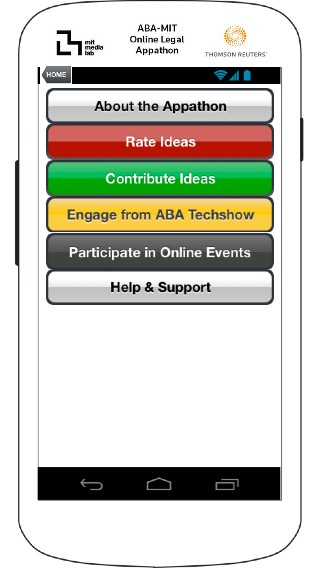 mit
media
lab
ABA-MIT
Online Legal
Appathon
THOMSON REUTERS
HOME
About the Appathon
Rate Ideas
Contribute Ideas
Engage from ABA Techshow
Participate in Online Events
Help & Support